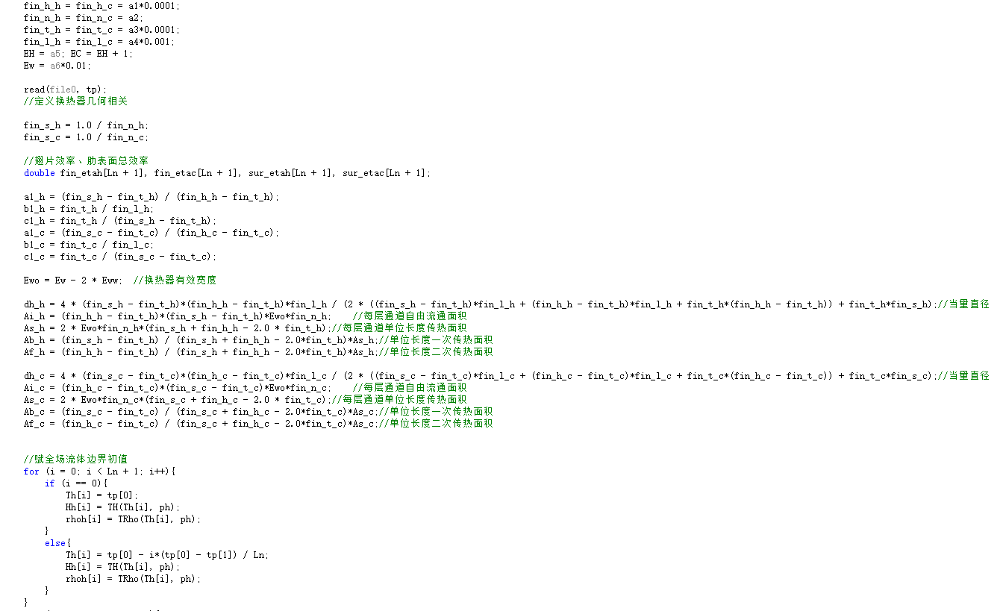 fin_h_h = fin_h_c = a1*0.0001;
fin_n_h = fin_n_c = a2;
fin_t_h = fin_t_c = a3*0.0001;
fin_l_h = fin_l_c = a4*0.001;
EH = a5; EC = EH + 1;
Ew = a6*0.01;
read(file0, tp);
//定义换热器几何相关
fin_s_h = 1.0 / fin_n_h;
fin_s_c = 1.0 / fin_n_c;
//翅片效率、肋表面总效率
double fin_etah[Ln + 1], fin_etac[Ln + 1], sur_etah[Ln + 1], sur_etac[Ln + 1];
a1_h = (fin_s_h - fin_t_h) / (fin_h_h - fin_t_h);
b1_h = fin_t_h / fin_l_h;
c1_h = fin_t_h / (fin_s_h - fin_t_h);
a1_c = (fin_s_c - fin_t_c) / (fin_h_c - fin_t_c);
b1_c = fin_t_c / fin_l_c;
c1_c = fin_t_c / (fin_s_c - fin_t_c);
Ewo = Ew - 2 * Eww;  //换热器有效宽度
dh_h = 4 * (fin_s_h - fin_t_h)*(fin_h_h - fin_t_h)*fin_l_h / (2 * ((fin_s_h - fin_t_h)*fin_l_h + (fin_h_h - fin_t_h)*fin_l_h + fin_t_h*(fin_h_h - fin_t_h)) + fin_t_h*fin_s_h);//当量直径
Ai_h = (fin_h_h - fin_t_h)*(fin_s_h - fin_t_h)*Ewo*fin_n_h;    //每层通道自由流通面积
As_h = 2 * Ewo*fin_n_h*(fin_s_h + fin_h_h - 2.0 * fin_t_h);//每层通道单位长度传热面积
Ab_h = (fin_s_h - fin_t_h) / (fin_s_h + fin_h_h - 2.0*fin_t_h)*As_h;//单位长度一次传热面积
Af_h = (fin_h_h - fin_t_h) / (fin_s_h + fin_h_h - 2.0*fin_t_h)*As_h;//单位长度二次传热面积
dh_c = 4 * (fin_s_c - fin_t_c)*(fin_h_c - fin_t_c)*fin_l_c / (2 * ((fin_s_c - fin_t_c)*fin_l_c + (fin_h_c - fin_t_c)*fin_l_c + fin_t_c*(fin_h_c - fin_t_c)) + fin_t_c*fin_s_c);//当量直径
Ai_c = (fin_h_c - fin_t_c)*(fin_s_c - fin_t_c)*Ewo*fin_n_c;    //每层通道自由流通面积
As_c = 2 * Ewo*fin_n_c*(fin_s_c + fin_h_c - 2.0 * fin_t_c);//每层通道单位长度传热面积
Ab_c = (fin_s_c - fin_t_c) / (fin_s_c + fin_h_c - 2.0*fin_t_c)*As_c;//单位长度一次传热面积
Af_c = (fin_h_c - fin_t_c) / (fin_s_c + fin_h_c - 2.0*fin_t_c)*As_c;//单位长度二次传热面积
//赋全场流体边界初值
for (i = 0; i < Ln + 1; i++){
if (i == 0){
Th[i] = tp[0];
Hh[i] = TH(Th[i], ph);
rhoh[i] = TRho(Th[i], ph);
}
else{
Th[i] = tp[0] - i*(tp[0] - tp[1]) / Ln;
Hh[i] = TH(Th[i], ph);
rhoh[i] = TRho(Th[i], ph);
}
}